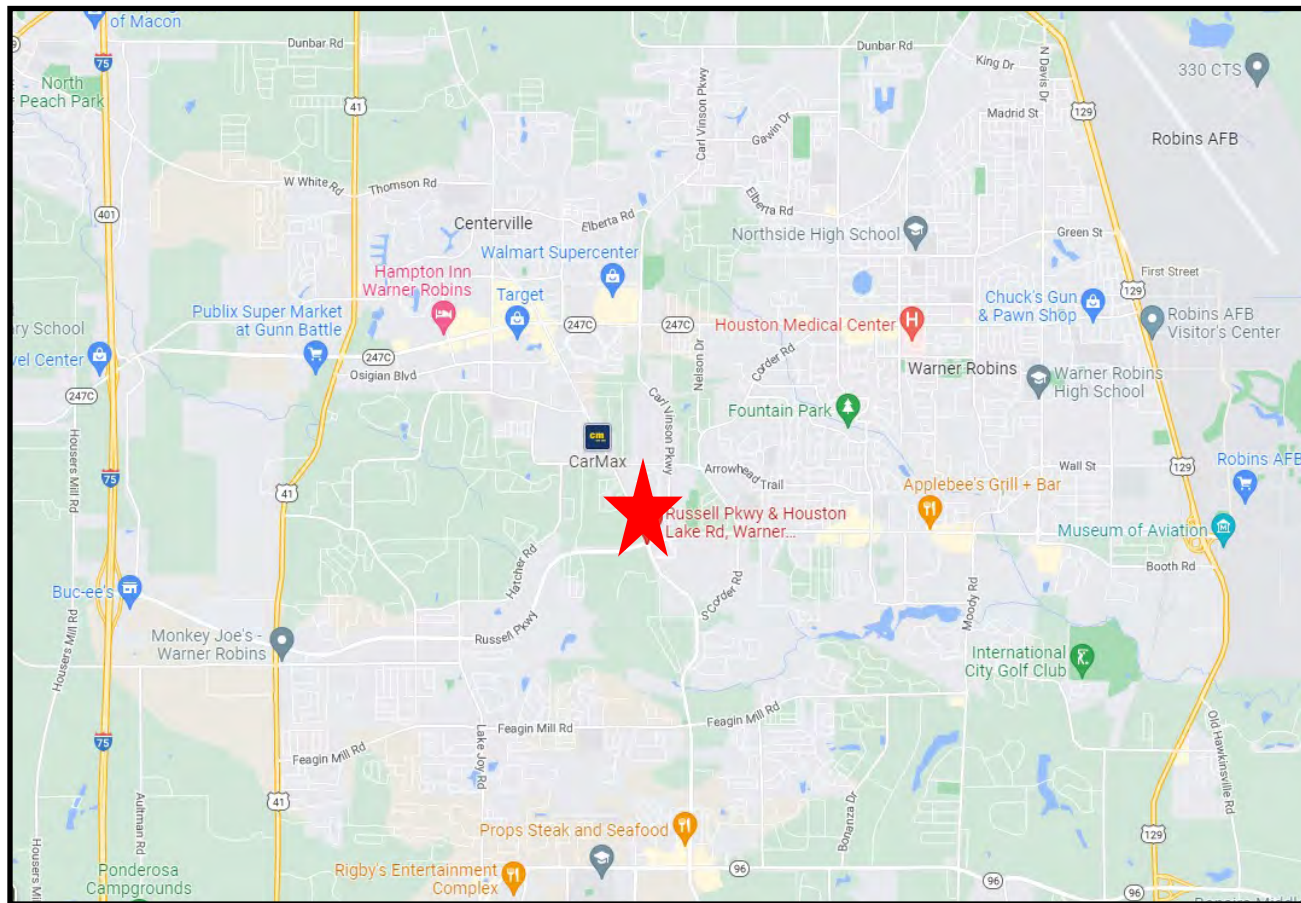 of Macon
75
Dunbar Rd
Dunbar Rd
King Dr
N Davis Dr
330 CTS
North
Peach Park
41
Carl Vinson Pkwy
129
Madrid St
Gawin Dr
Robins AFB
W White Rd
Thomson Rd
401
Centerville
Elberta Rd
Elberta Rd
Northside High School
Green St
Walmart Supercenter
First Street
Hampton Inn
Warner Robins
Target
Publix Super Market
at Gunn Battle
247C
247C
Houston Medical Center
Chuck's Gun
& Pawn Shop
129
Robins AFB
Visitor's Center
ary School
vel Center
247C
Osigian Blvd
Nelson Dr
Corder Rd
Warner Robins
Warner Robins
High School
247C
Carl Vinson Pkwy
Fountain Park
Housers Mill Rd
cm
CarMax
75
Arrowhead Trail
Wall St
129
Robins AFB
41
Applebee's Grill + Bar
Russell Pkwy & Houston
Lake Rd, Warner...
Museum of Aviation
Booth Rd
Hatcher Rd
S Corder Rd
Moody Rd
Buc-ee's
Russell Pkwy
Monkey Joe's -
Warner Robins
International
City Golf Club
Housers Mill Rd
Feagin Mill Rd
Feagin Mill Rd
Old Hawkinsville Rd
75
Feagin Mill Rd
Lake Joy Rd
41
Aultman Rd
Bonanza Dr
129
Props Steak and Seafood
Housers Mil
Ponderosa
Campgrounds
Rigby's Entertainment
Complex
96
96
96